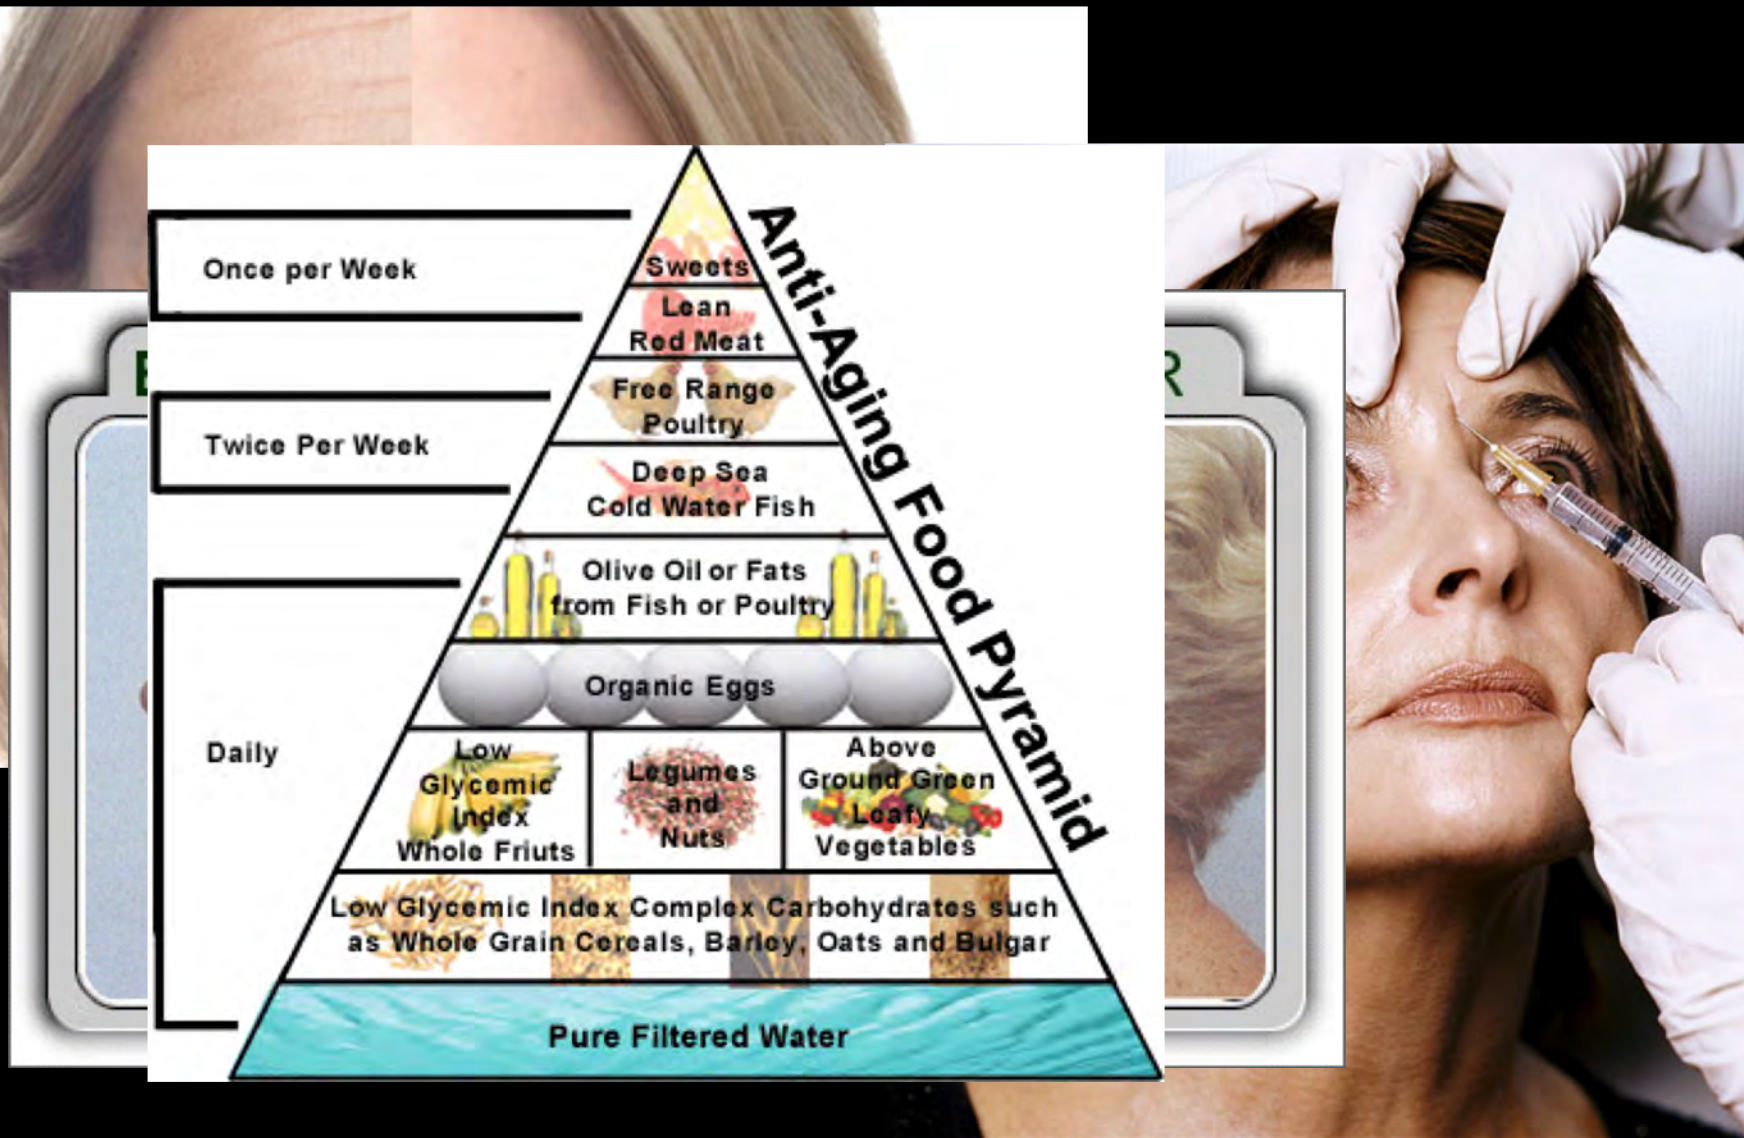 Once per Week
Twice Per Week
Daily
Sweets
Lean
Red Meat
Free Range
Poultry
Deep Sea
Cold Water Fish
Olive Oil or Fats
from Fish or Poultry
Organic Eggs
Low
Glycemic
Index
Whole Friuts
Legumes
and
Nuts
Above
Ground Green
Leafy
Vegetables
Low Glycemic Index Complex Carbohydrates such
as Whole Grain Cereals, Barley, Oats and Bulgar
Pure Filtered Water
Anti-Aging Food Pyramid
R